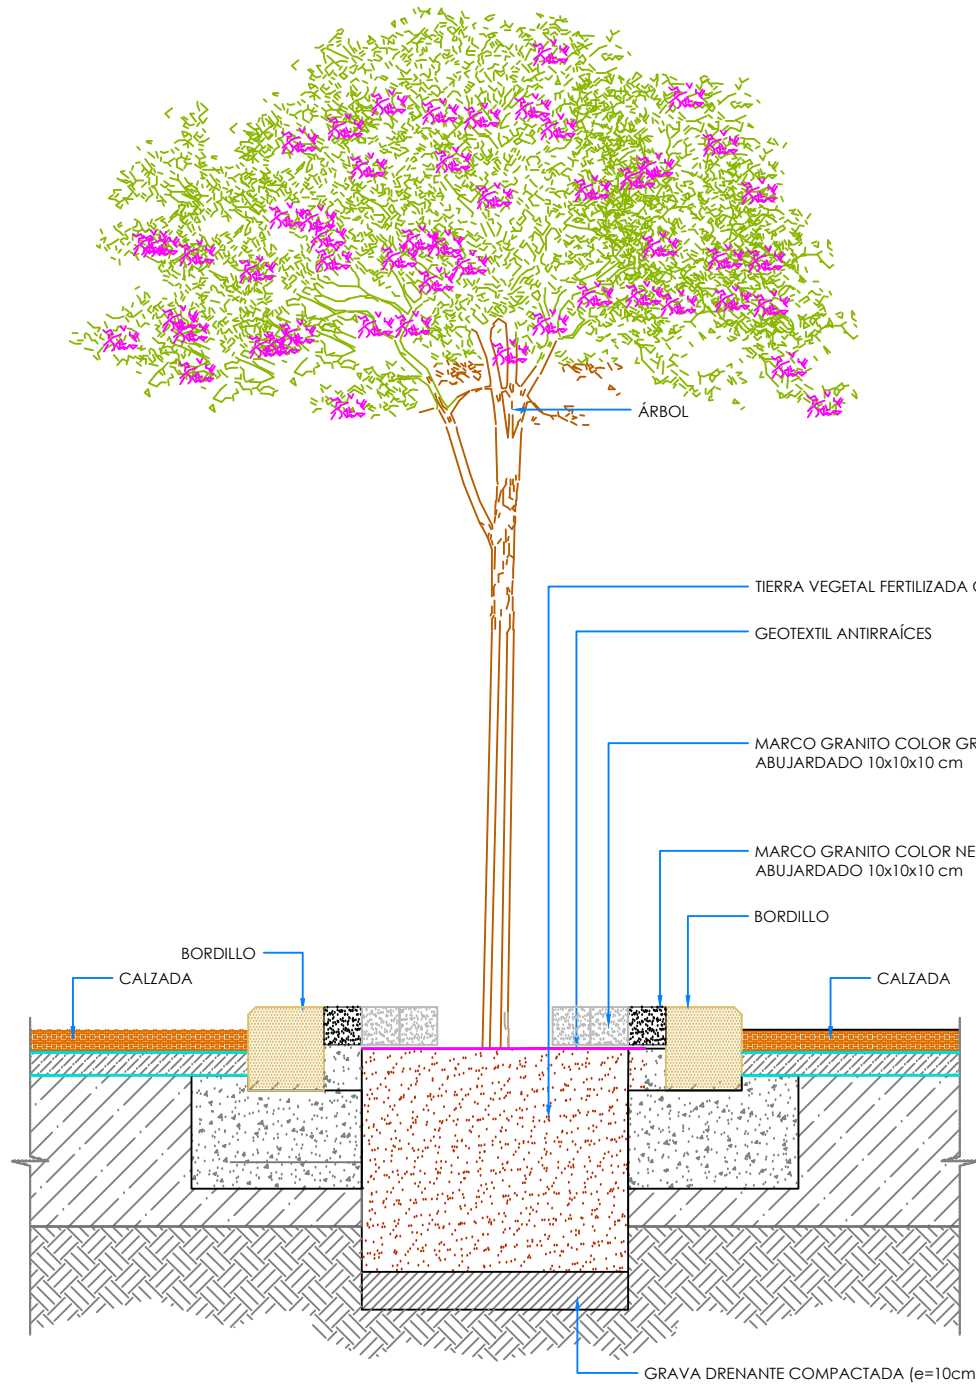 ÁRBOL
TIERRA VEGETAL FERTILIZADA
GEOTEXTIL ANTIRRAÍCES
MARCO GRANITO COLOR GR
ABUJARDADO 10x10x10 cm
MARCO GRANITO COLOR NE
ABUJARDADO 10x10x10 cm
BORDILLO
BORDILLO
CALZADA
CALZADA
GRAVA DRENANTE COMPACTADA (e=10cm